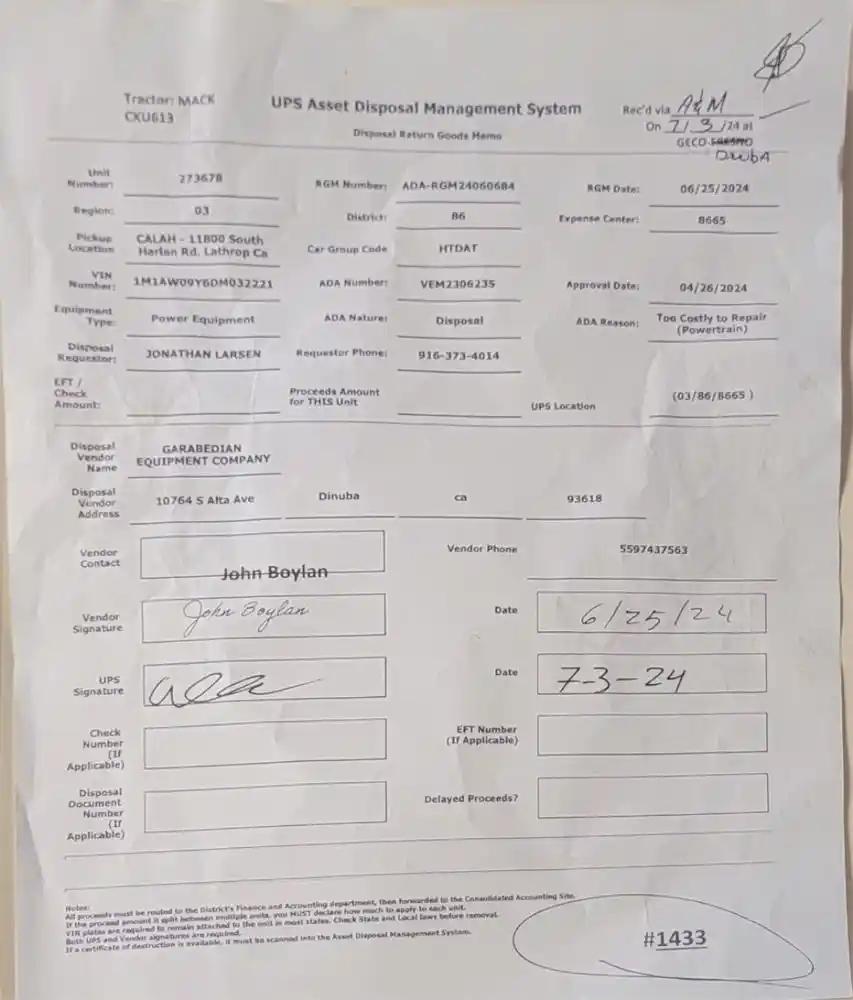 Tractor: MACK
CXU613
UPS Asset Disposal Management System
Disposal Return Goods Memo
Rec'd via A&M
On 7/3/24 at
GECO-FRESNO
DINUBA
Unit Number: 273678
RGM Number: ADA-RGM24060684
RGM Date: 06/25/2024
Region: 03
District: 86
Expense Center: 8665
Pickup Location CALAH - 11800 South Harlan Rd. Lathrop Ca
Car Group Code HTDAT
VIN Number: 1M1AW09Y6DM032221
ADA Number: VEM2306235
Approval Date: 04/26/2024
Equipment Type: Power Equipment
ADA Nature: Disposal
ADA Reason: Too Costly to Repair (Powertrain)
Disposal Requestor: JONATHAN LARSEN
Requestor Phone: 916-373-4014
EFT / Check Amount:
Proceeds Amount for THIS Unit
UPS Location (03/86/8665 )
Disposal Vendor Name GARABEDIAN EQUIPMENT COMPANY
Disposal Vendor Address 10764 S Alta Ave Dinuba ca 93618
Vendor Contact John Boylan
Vendor Phone 5597437563
Vendor Signature John Boylan
Date 6/25/24
UPS Signature
Date 7-3-24
Check Number (If Applicable)
EFT Number (If Applicable)
Disposal Document Number (If Applicable)
Delayed Proceeds?
Notes:
All proceeds must be routed to the District's Finance and Accounting department, then forwarded to the Consolidated Accounting Site.
If the proceed amount is split between multiple units, you MUST declare how much to apply to each unit.
VIN plates are required to remain attached to the unit in most states. Check State and Local laws before removal.
Both UPS and Vendor signatures are required.
If a certificate of destruction is available, it must be scanned into the Asset Disposal Management System.
#1433